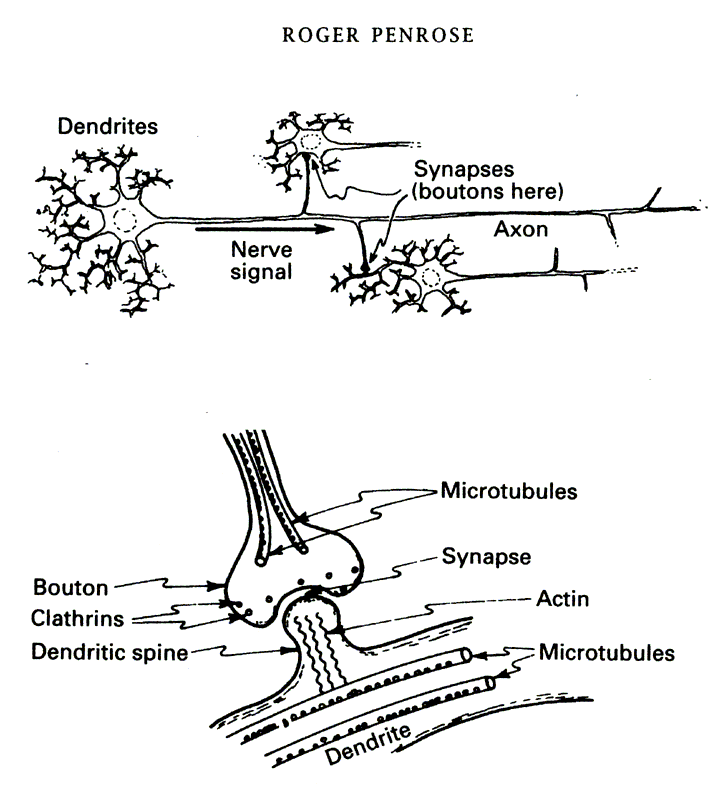 ROGER PENROSE
Dendrites
Synapses
(boutons here)
Nerve
signal
Axon
Microtubules
Synapse
Bouton
Clathrins
Actin
Dendritic spine
Microtubules
Dendrite